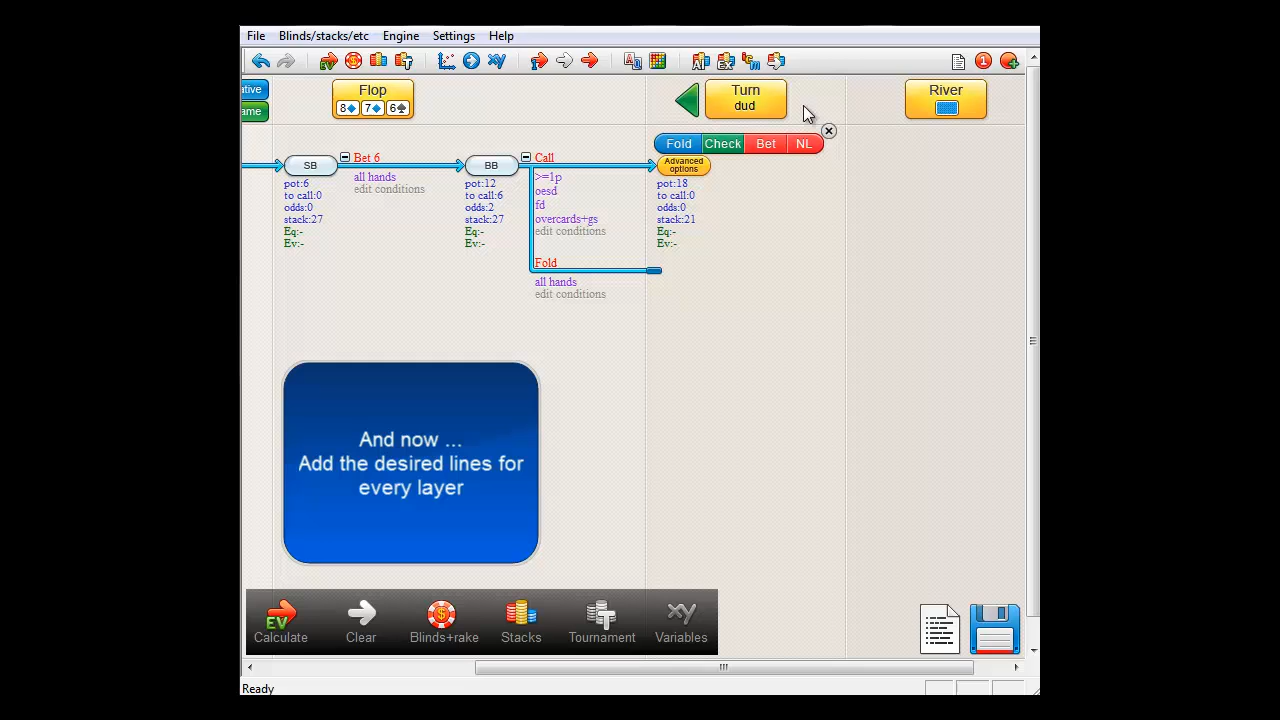 File Blinds/stacks/etc Engine Settings Help
ative
ame
Flop
8♦ 7♦ 6♠
Turn
dud
River
Fold Check Bet NL
Advanced
options
SB
Bet 6
all hands
edit conditions
pot:6
to call:0
odds:0
stack:27
Eq:-
Ev:-
BB
Call
>=1p
oesd
fd
overcards+gs
edit conditions
pot:12
to call:6
odds:2
stack:27
Eq:-
Ev:-
Fold
all hands
edit conditions
pot:18
to call:0
odds:0
stack:21
Eq:-
Ev:-
And now ...
Add the desired lines for
every layer
EV
Calculate Clear Blinds+rake Stacks Tournament Variables
Ready